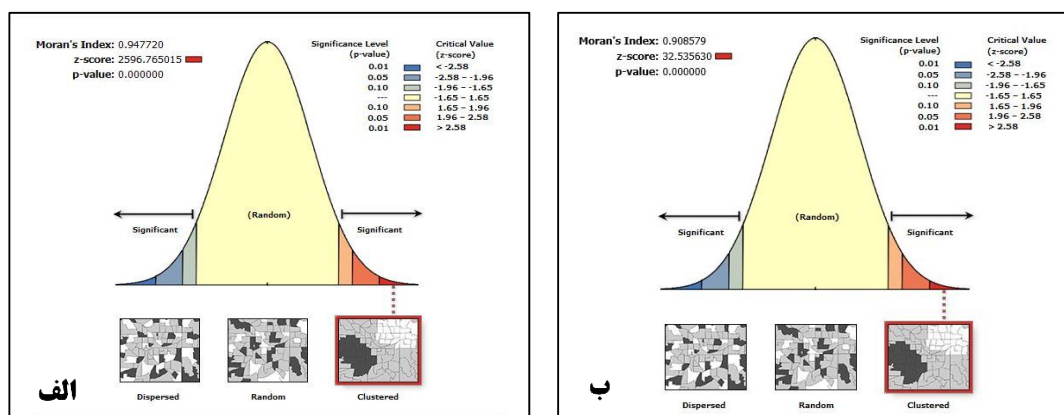 Moran's Index: 0.947720
z-score: 2596.765015
p-value: 0.000000
Significance Level
(p-value)
Critical Value
(z-score)
0.01 < -2.58
0.05 -2.58 – -1.96
0.10 -1.96 – -1.65
--- -1.65 – 1.65
0.10 1.65 – 1.96
0.05 1.96 – 2.58
0.01 > 2.58
(Random)
Significant Significant
الف
Dispersed Random Clustered
Moran's Index: 0.908579
z-score: 32.535630
p-value: 0.000000
Significance Level
(p-value)
Critical Value
(z-score)
0.01 < -2.58
0.05 -2.58 – -1.96
0.10 -1.96 – -1.65
--- -1.65 – 1.65
0.10 1.65 – 1.96
0.05 1.96 – 2.58
0.01 > 2.58
(Random)
Significant Significant
ب
Dispersed Random Clustered